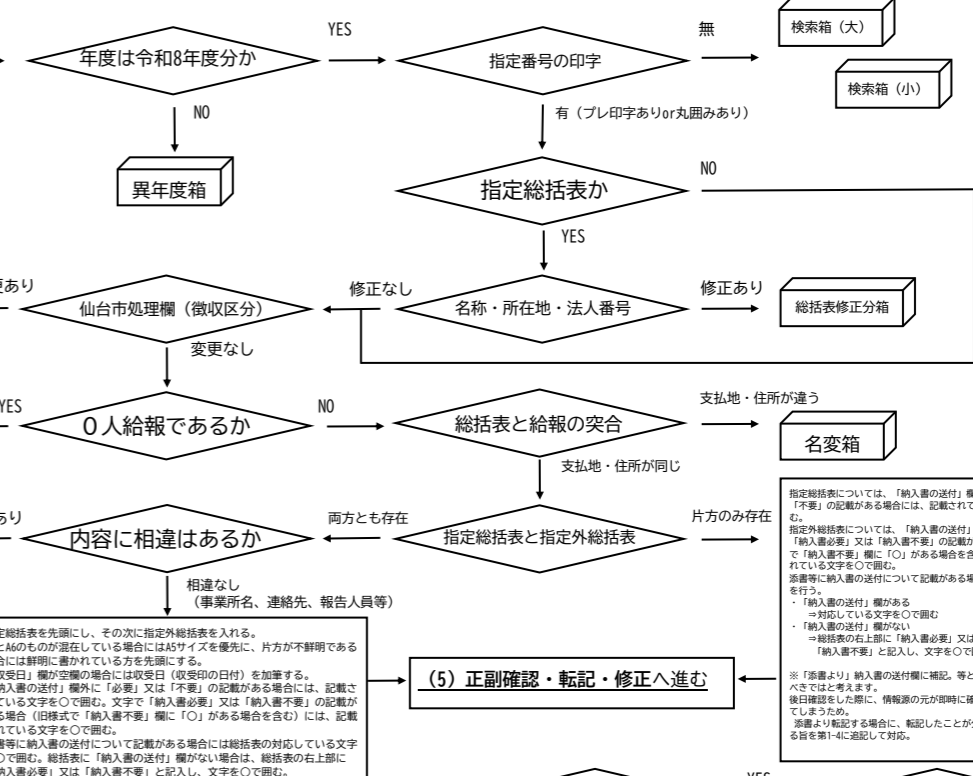 検索箱（大）
YES
無
年度は令和8年度分か
指定番号の印字
検索箱（小）
NO
有（プレ印字ありor丸囲みあり）
異年度箱
指定総括表か
NO
YES
更あり
修正なし
修正あり
仙台市処理欄（徴収区分）
名称・所在地・法人番号
総括表修正分箱
変更なし
YES
NO
支払地・住所が違う
０人給報であるか
総括表と給報の突合
名変箱
支払地・住所が同じ
あり
両方とも存在
片方のみ存在
内容に相違はあるか
指定総括表と指定外総括表
指定総括表については、「納入書の送付」欄
「不要」の記載がある場合には、記載されて
む。
指定外総括表については、「納入書の送付」
「納入書必要」又は「納入書不要」の記載が
で「納入書不要」欄に「○」がある場合を含
れている文字を○で囲む。
添書等に納入書の送付について記載がある場
を行う。
・「納入書の送付」欄がある
⇒対応している文字を○で囲む
・「納入書の送付」欄がない
⇒総括表の右上部に「納入書必要」又は
「納入書不要」と記入し、文字を○で囲
※「添書より」納入書の送付欄に補記。等と
べきではと考えます。
後日確認をした際に、情報源の元が即時に確
てしまうため。
添書より転記する場合に、転記したことが分
る旨を第1-4に追記して対応。
相違なし
（事業所名、連絡先、報告人員等）
定総括表を先頭にし、その次に指定外総括表を入れる。
とA6のものが混在している場合にはA5サイズを優先に、片方が不鮮明である
合には鮮明に書かれている方を先頭にする。
収受日」欄が空欄の場合には収受日（収受印の日付）を加筆する。
納入書の送付」欄外に「必要」又は「不要」の記載がある場合には、記載さ
ている文字を○で囲む。文字で「納入書必要」又は「納入書不要」の記載が
る場合（旧様式で「納入書不要」欄に「○」がある場合を含む）には、記載
れている文字を○で囲む。
書等に納入書の送付について記載がある場合には総括表の対応している文字
○で囲む。総括表に「納入書の送付」欄がない場合は、総括表の右上部に
納入書必要」又は「納入書不要」と記入し、文字を○で囲む。
（5）正副確認・転記・修正へ進む
YES